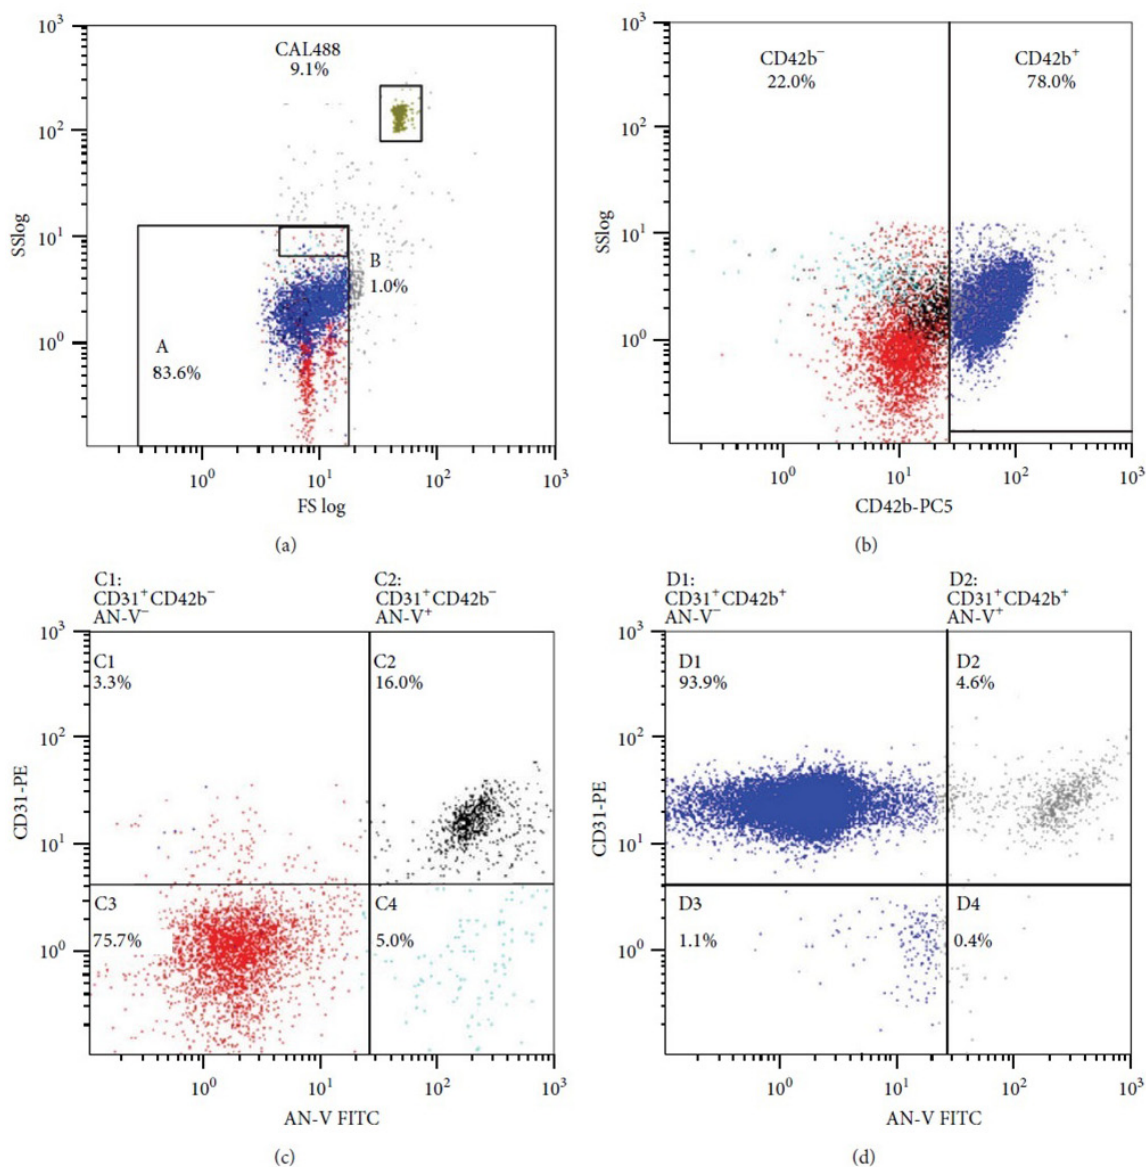 CAL488
9.1%
10³
10²
10¹
10⁰
SSlog
B
1.0%
A
83.6%
10⁰
10¹
10²
10³
FS log
(a)
CD42b⁻
22.0%
CD42b⁺
78.0%
10³
10²
10¹
10⁰
SSlog
10⁰
10¹
10²
10³
CD42b-PC5
(b)
C1:
CD31⁺CD42b⁻
AN-V⁻
C2:
CD31⁺CD42b⁻
AN-V⁺
10³
10²
10¹
10⁰
CD31-PE
C1
3.3%
C2
16.0%
C3
75.7%
C4
5.0%
10⁰
10¹
10²
10³
AN-V FITC
(c)
D1:
CD31⁺CD42b⁺
AN-V⁻
D2:
CD31⁺CD42b⁺
AN-V⁺
10³
10²
10¹
10⁰
CD31-PE
D1
93.9%
D2
4.6%
D3
1.1%
D4
0.4%
10⁰
10¹
10²
10³
AN-V FITC
(d)